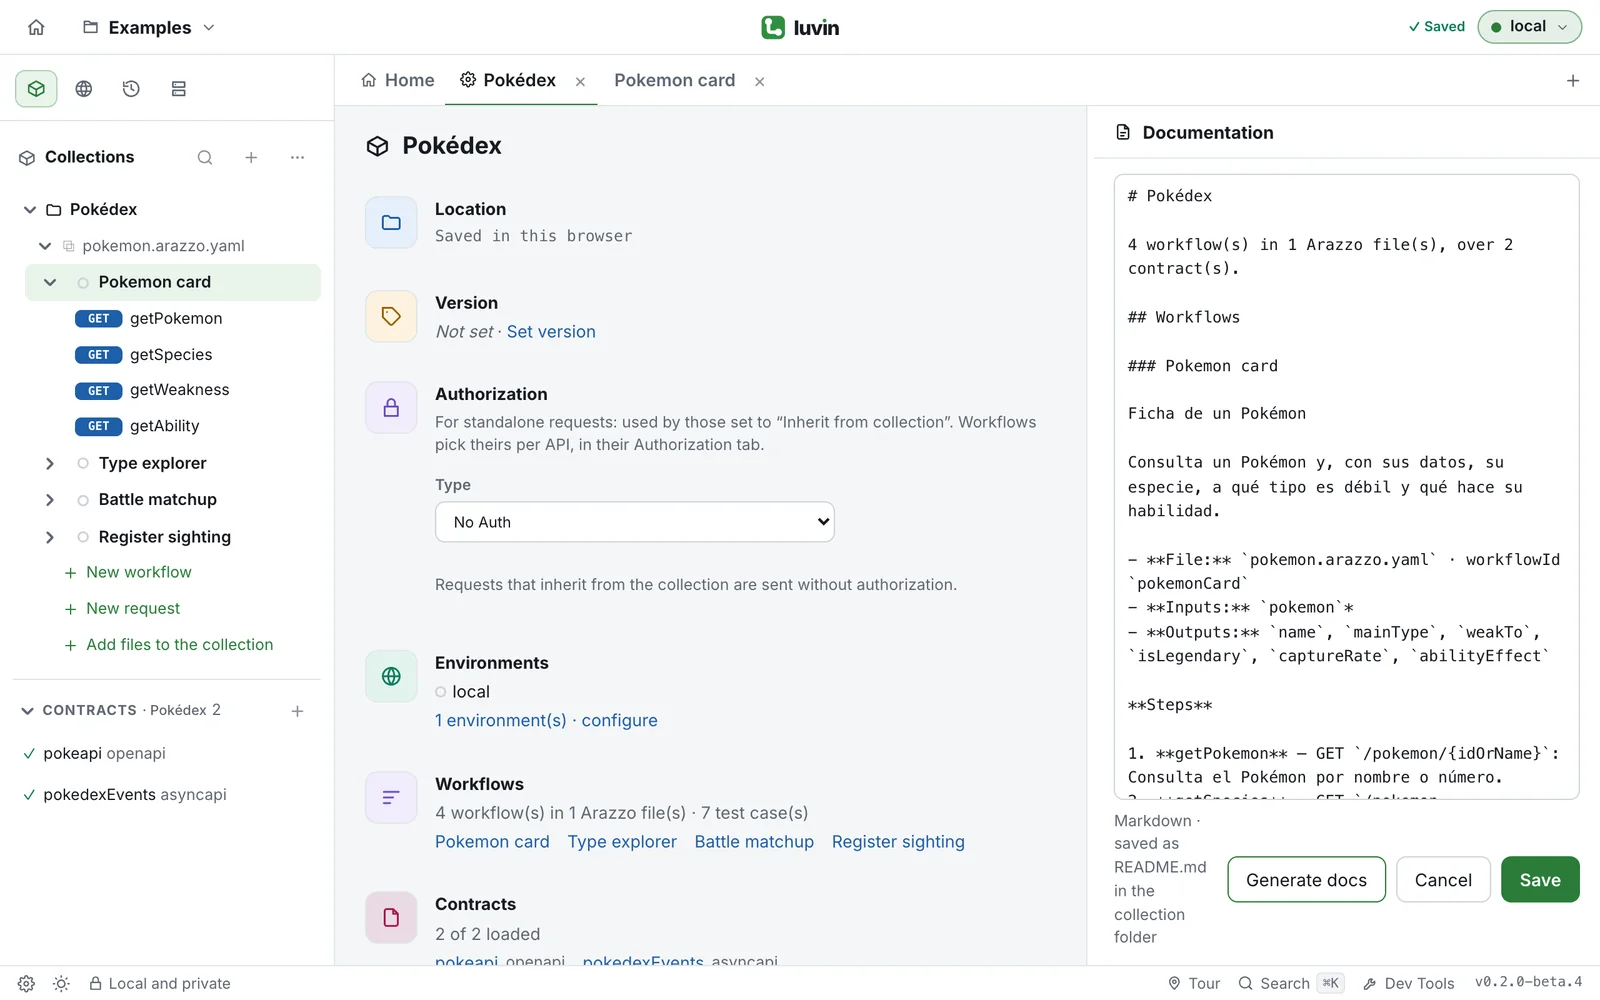 Examples
luvin
Saved
local
Home
Pokédex
Pokemon card
Collections
Pokédex
pokemon.arazzo.yaml
Pokemon card
GET getPokemon
GET getSpecies
GET getWeakness
GET getAbility
Type explorer
Battle matchup
Register sighting
+ New workflow
+ New request
+ Add files to the collection
CONTRACTS · Pokédex 2
pokeapi openapi
pokedexEvents asyncapi
Pokédex
Location
Saved in this browser
Version
Not set · Set version
Authorization
For standalone requests: used by those set to “Inherit from collection”. Workflows
pick theirs per API, in their Authorization tab.
Type
No Auth
Requests that inherit from the collection are sent without authorization.
Environments
local
1 environment(s) · configure
Workflows
4 workflow(s) in 1 Arazzo file(s) · 7 test case(s)
Pokemon card Type explorer Battle matchup Register sighting
Contracts
2 of 2 loaded
pokeapi openapi pokedexEvents asyncapi
Documentation
# Pokédex
4 workflow(s) in 1 Arazzo file(s), over 2
contract(s).
## Workflows
### Pokemon card
Ficha de un Pokémon
Consulta un Pokémon y, con sus datos, su
especie, a qué tipo es débil y qué hace su
habilidad.
- **File:** `pokemon.arazzo.yaml` · workflowId
`pokemonCard`
- **Inputs:** `pokemon`*
- **Outputs:** `name`, `mainType`, `weakTo`,
`isLegendary`, `captureRate`, `abilityEffect`
**Steps**
1. **getPokemon** — GET `/pokemon/{idOrName}`:
Consulta el Pokémon por nombre o número.
2. **getSpecies** — GET `/pokemon-
Markdown ·
saved as
README.md
in the
collection
folder
Generate docs
Cancel
Save
Local and private
Tour
Search ⌘K
Dev Tools
v0.2.0-beta.4